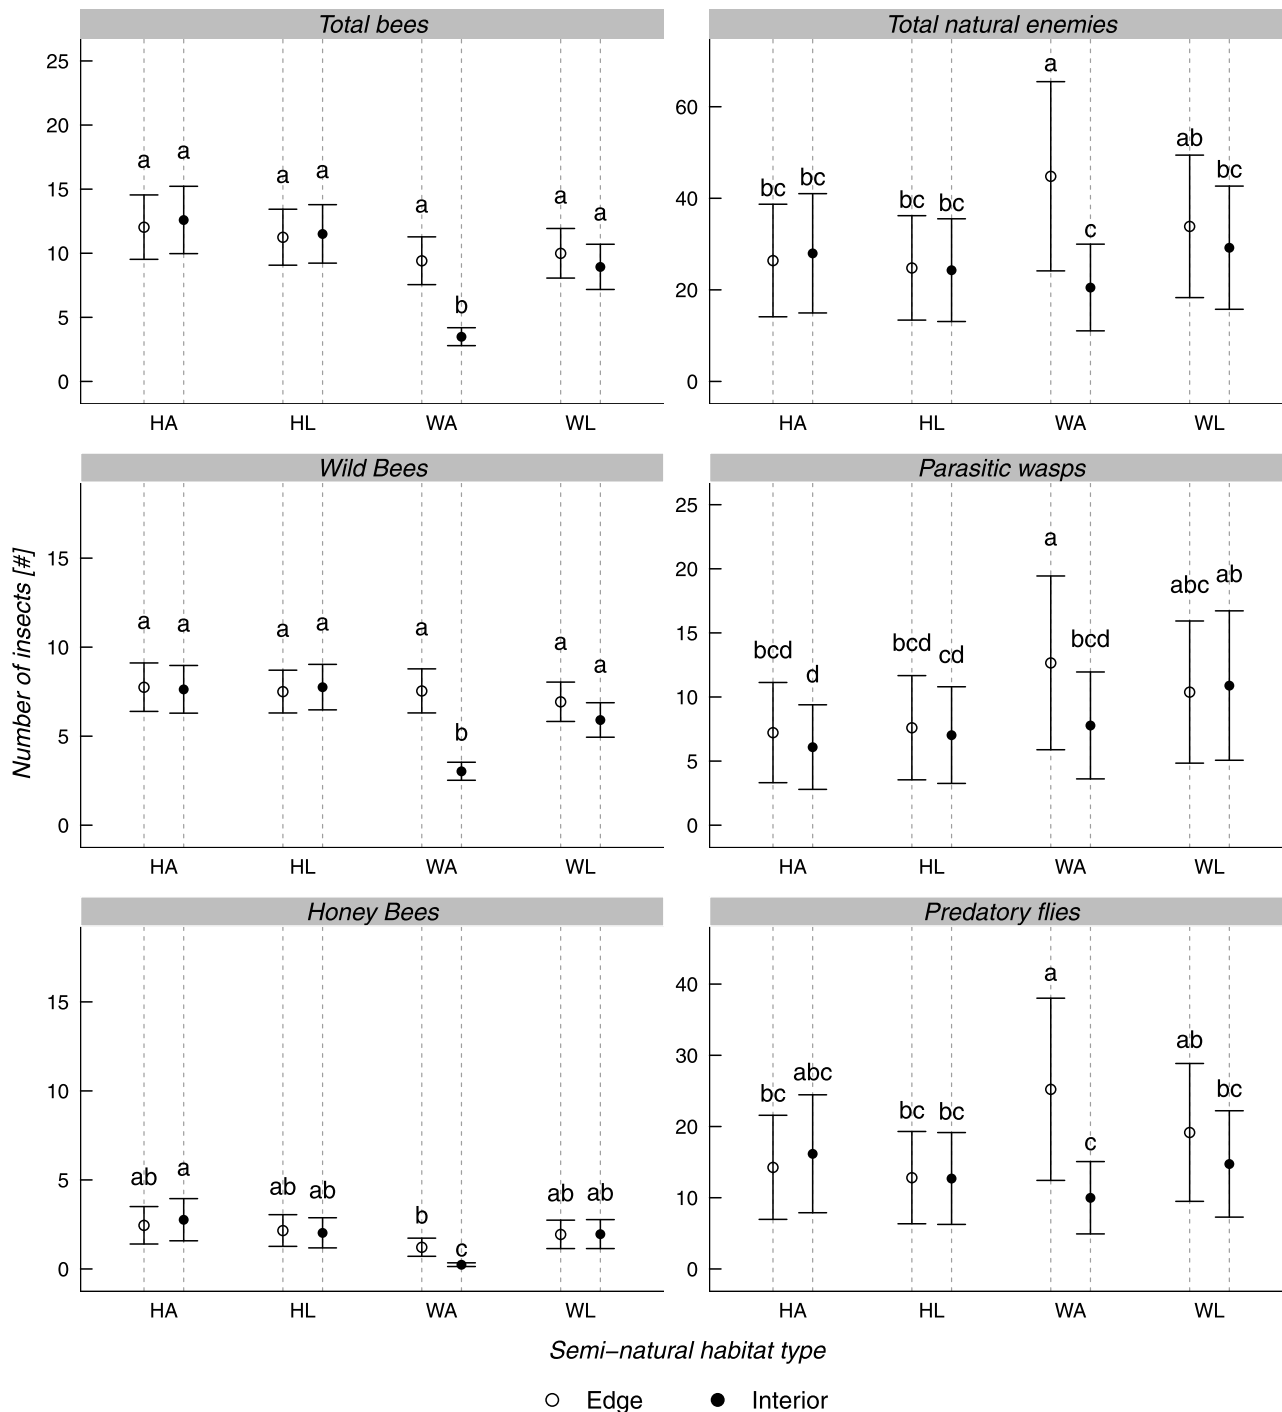 Total bees
25
20
15
10
5
0
a a a a a b a a
HA HL WA WL
Total natural enemies
60
40
20
0
bc bc bc bc a c ab bc
HA HL WA WL
Wild Bees
15
10
5
0
a a a a a b a a
HA HL WA WL
Parasitic wasps
25
20
15
10
5
0
bcd d bcd cd a bcd abc ab
HA HL WA WL
Honey Bees
15
10
5
0
ab a ab ab b c ab ab
HA HL WA WL
Predatory flies
40
30
20
10
0
bc abc bc bc a c ab bc
HA HL WA WL
Number of insects [#]
Semi−natural habitat type
Edge Interior